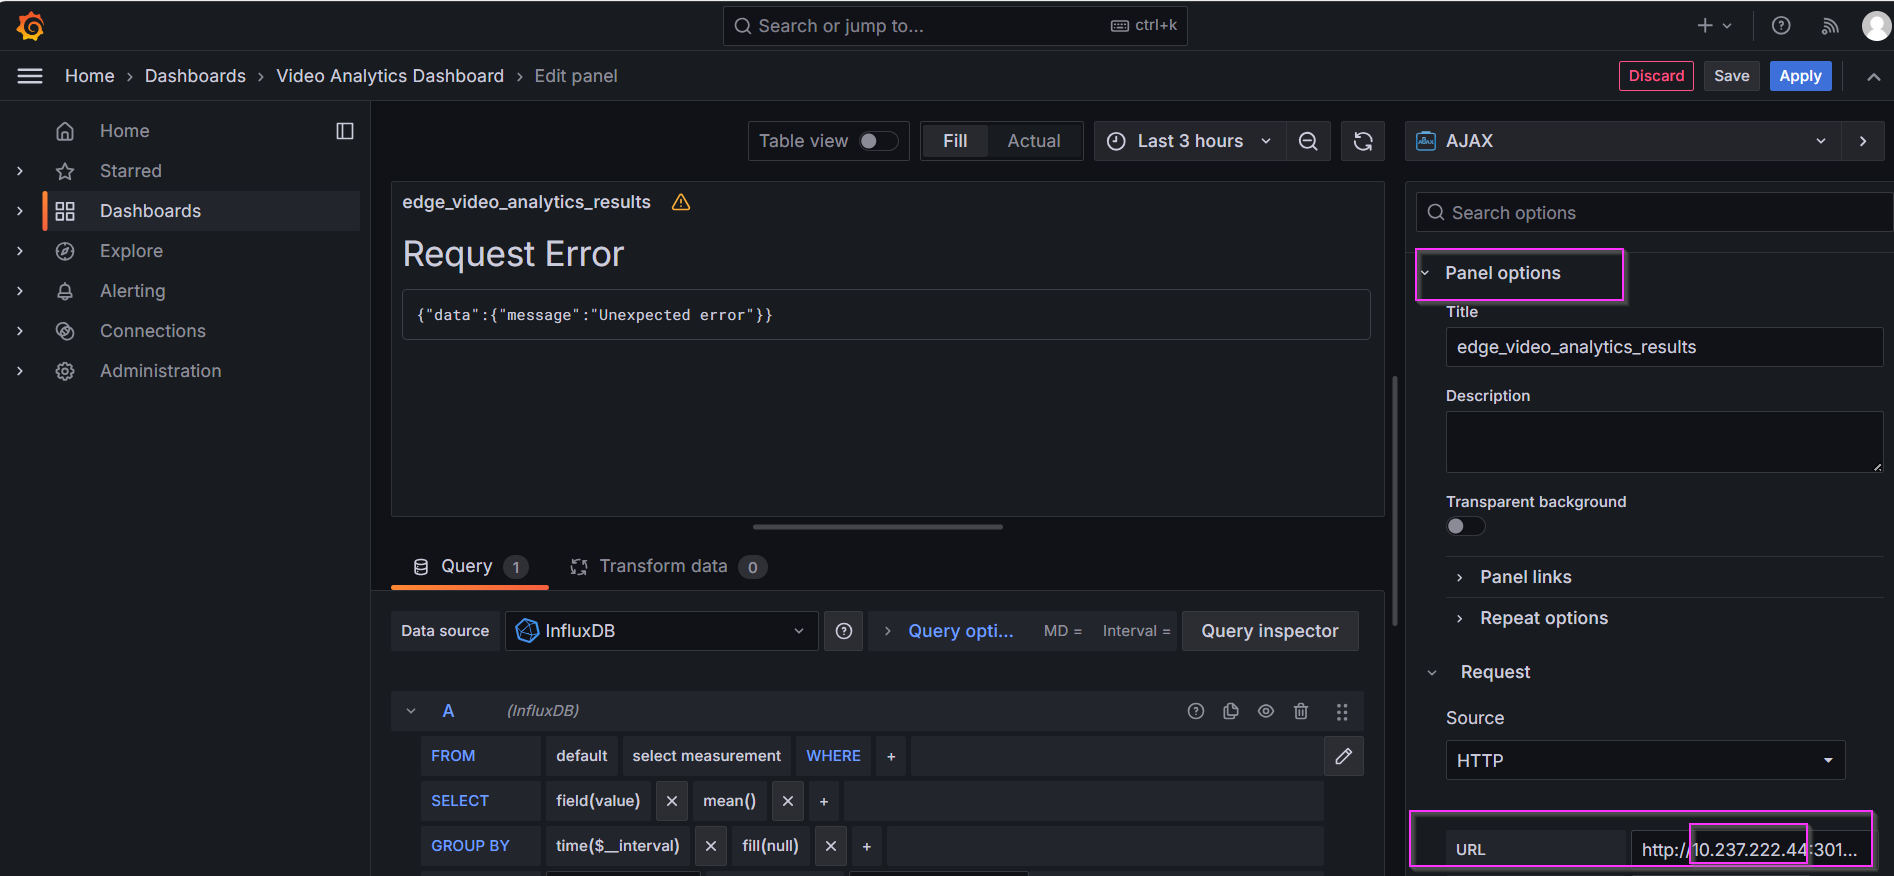 Search or jump to... ctrl+k
Home › Dashboards › Video Analytics Dashboard › Edit panel
Discard Save Apply
Home
Starred
Dashboards
Explore
Alerting
Connections
Administration
Table view Fill Actual Last 3 hours
edge_video_analytics_results
Request Error
{"data":{"message":"Unexpected error"}}
Query 1 Transform data 0
Data source InfluxDB Query opti... MD = Interval = Query inspector
A (InfluxDB)
FROM default select measurement WHERE +
SELECT field(value) × mean() × +
GROUP BY time($__interval) × fill(null) × +
AJAX
Search options
Panel options
Title
edge_video_analytics_results
Description
Transparent background
Panel links
Repeat options
Request
Source
HTTP
URL http://10.237.222.44:301...